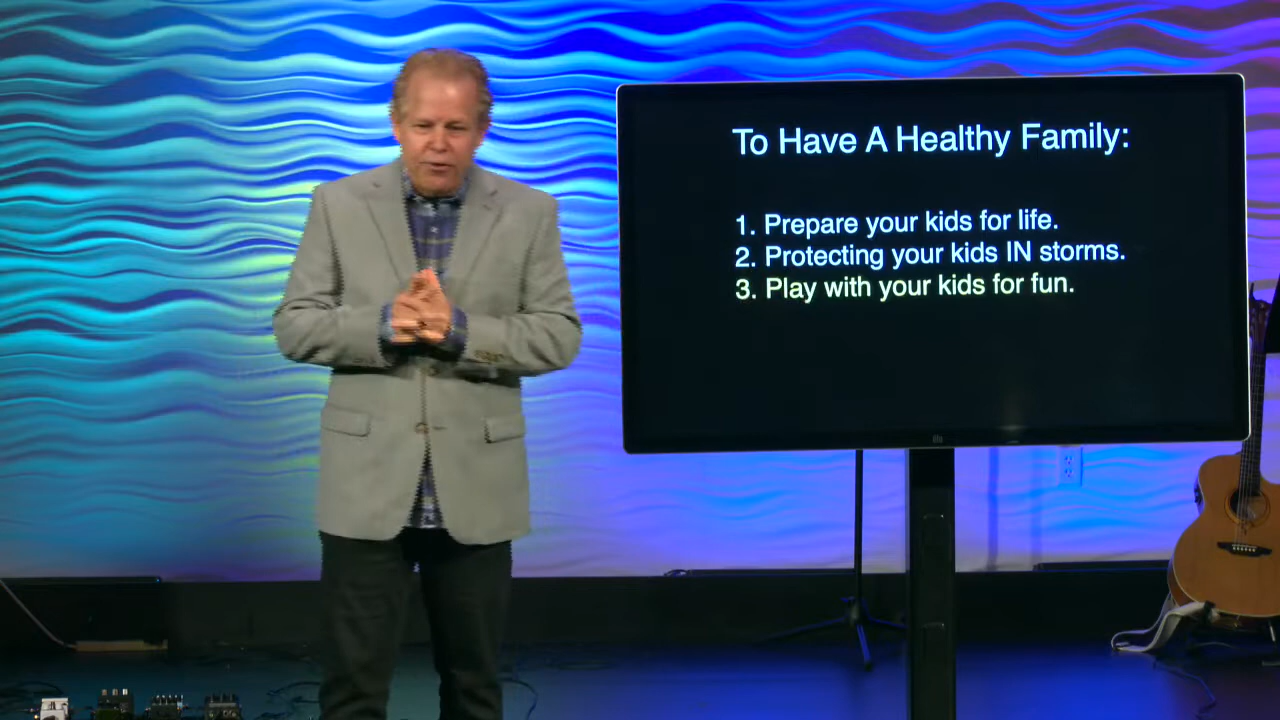 To Have A Healthy Family:
1. Prepare your kids for life.
2. Protecting your kids IN storms.
3. Play with your kids for fun.